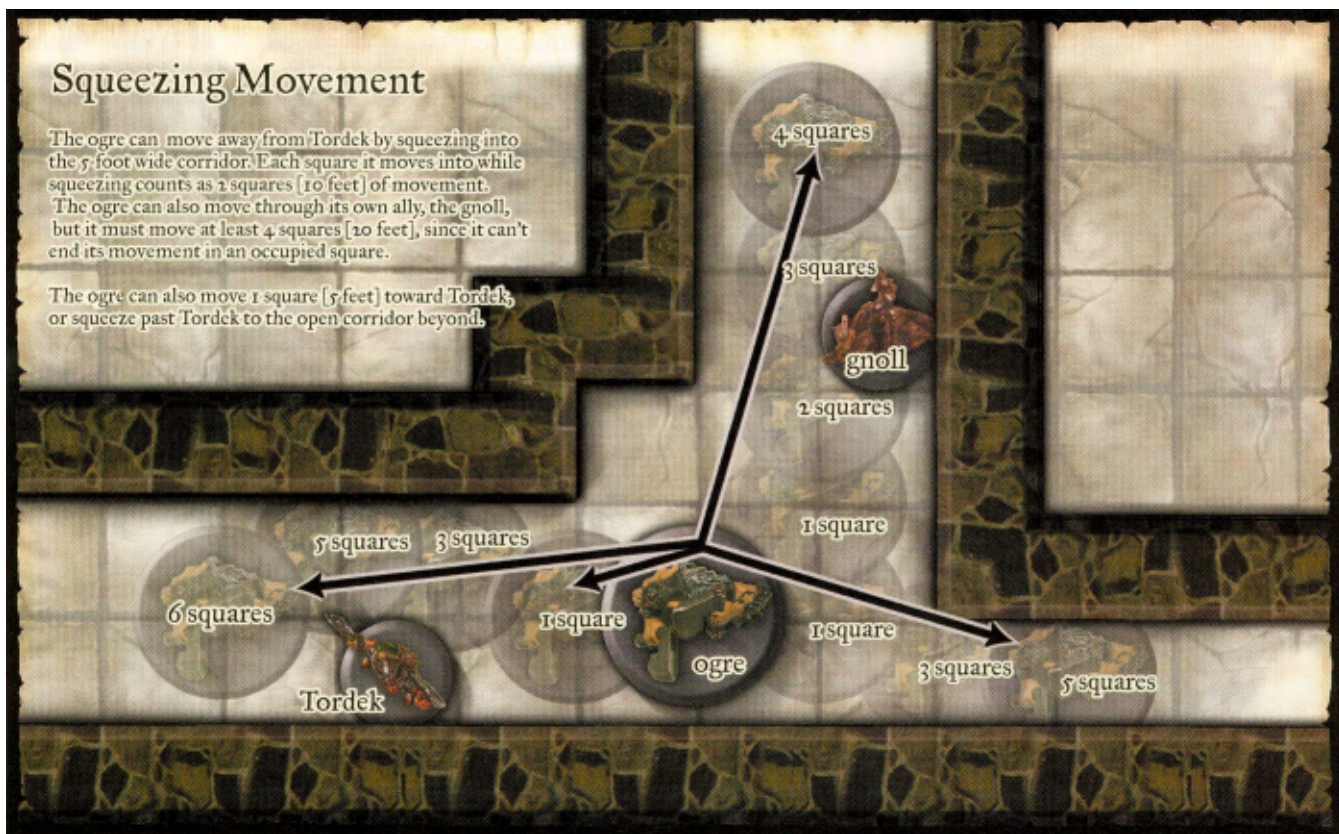 Squeezing Movement
The ogre can move away from Tordek by squeezing into
the 5-foot wide corridor. Each square it moves into while
squeezing counts as 2 squares [10 feet] of movement.
The ogre can also move through its own ally, the gnoll,
but it must move at least 4 squares [20 feet], since it can't
end its movement in an occupied square.
The ogre can also move 1 square [5 feet] toward Tordek,
or squeeze past Tordek to the open corridor beyond.
4 squares
3 squares
gnoll
2 squares
1 square
5 squares
3 squares
6 squares
1 square
1 square
ogre
3 squares
5 squares
Tordek